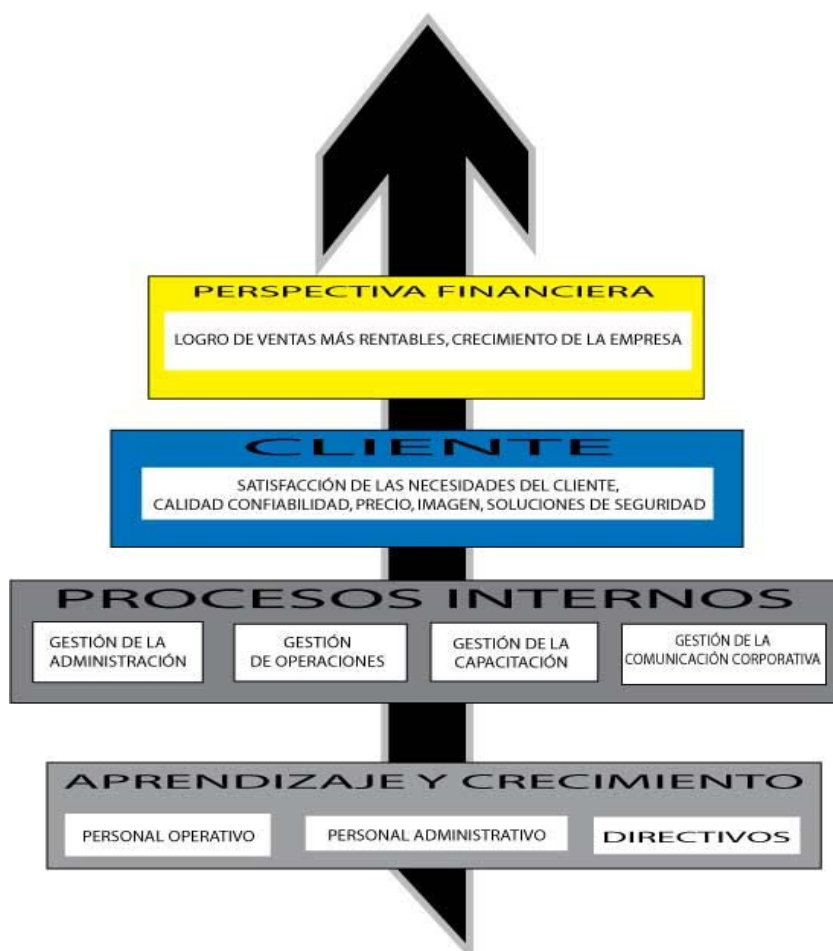 PERSPECTIVA FINANCIERA
LOGRO DE VENTAS MÁS RENTABLES, CRECIMIENTO DE LA EMPRESA
CLIENTE
SATISFACCIÓN DE LAS NECESIDADES DEL CLIENTE,
CALIDAD CONFIABILIDAD, PRECIO, IMAGEN, SOLUCIONES DE SEGURIDAD
PROCESOS INTERNOS
GESTIÓN DE LA
ADMINISTRACIÓN
GESTIÓN
DE OPERACIONES
GESTIÓN DE LA
CAPACITACIÓN
GESTIÓN DE LA
COMUNICACIÓN CORPORATIVA
APRENDIZAJE Y CRECIMIENTO
PERSONAL OPERATIVO
PERSONAL ADMINISTRATIVO
DIRECTIVOS